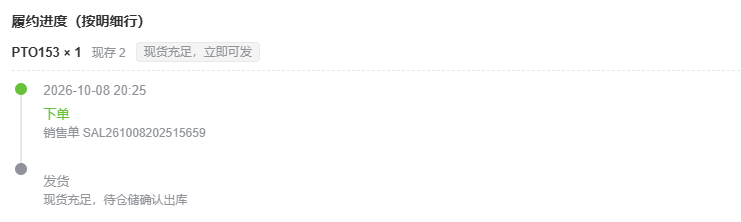 履约进度（按明细行）
PTO153 × 1 现存 2 现货充足，立即可发
2026-10-08 20:25
下单
销售单 SAL261008202515659
发货
现货充足，待仓储确认出库